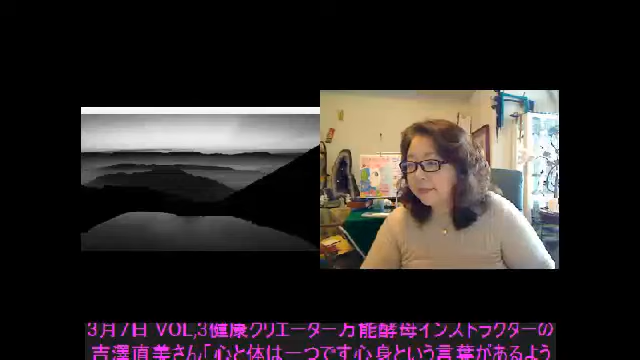 3月7日 VOL,3健康クリエーター万能酵母インストラクターの
吉澤直美さん「心と体は一つです心身という言葉があるよう